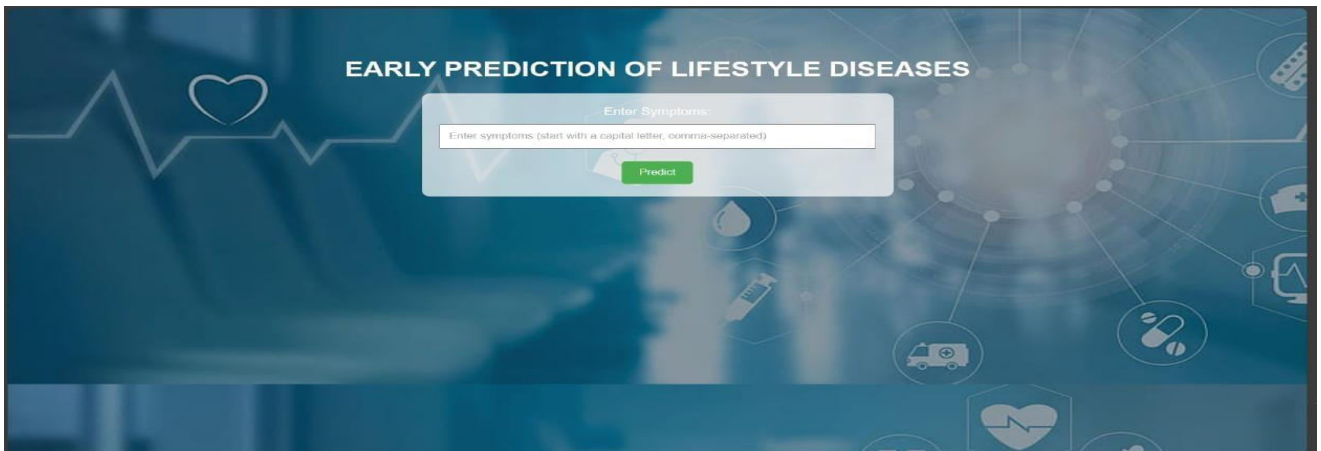 EARLY PREDICTION OF LIFESTYLE DISEASES
Enter Symptoms:
Enter symptoms (start with a capital letter, comma-separated)
Predict